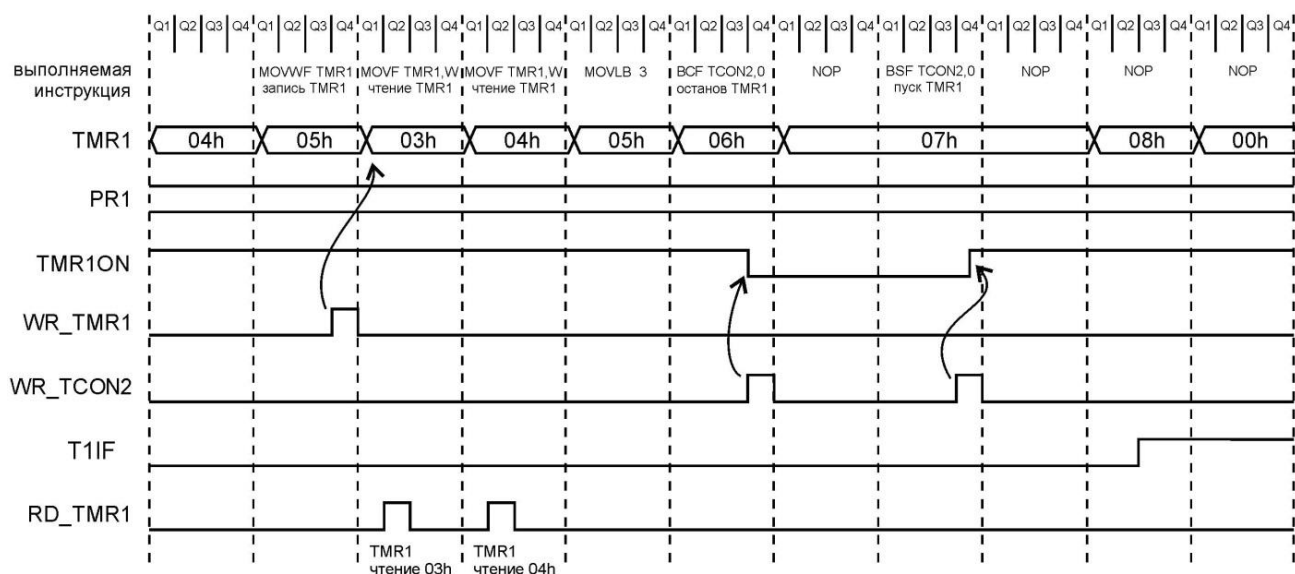 Q1 Q2 Q3 Q4 Q1 Q2 Q3 Q4 Q1 Q2 Q3 Q4 Q1 Q2 Q3 Q4 Q1 Q2 Q3 Q4 Q1 Q2 Q3 Q4 Q1 Q2 Q3 Q4 Q1 Q2 Q3 Q4 Q1 Q2 Q3 Q4 Q1 Q2 Q3 Q4 Q1 Q2 Q3 Q4
выполняемая MOVWF TMR1 MOVF TMR1,W MOVF TMR1,W MOVLB 3 BCF TCON2,0 NOP BSF TCON2,0 NOP NOP NOP
инструкция запись TMR1 чтение TMR1 чтение TMR1 останов TMR1 пуск TMR1
TMR1 04h 05h 03h 04h 05h 06h 07h 08h 00h
PR1
TMR1ON
WR_TMR1
WR_TCON2
T1IF
RD_TMR1
TMR1 TMR1
чтение 03h чтение 04h